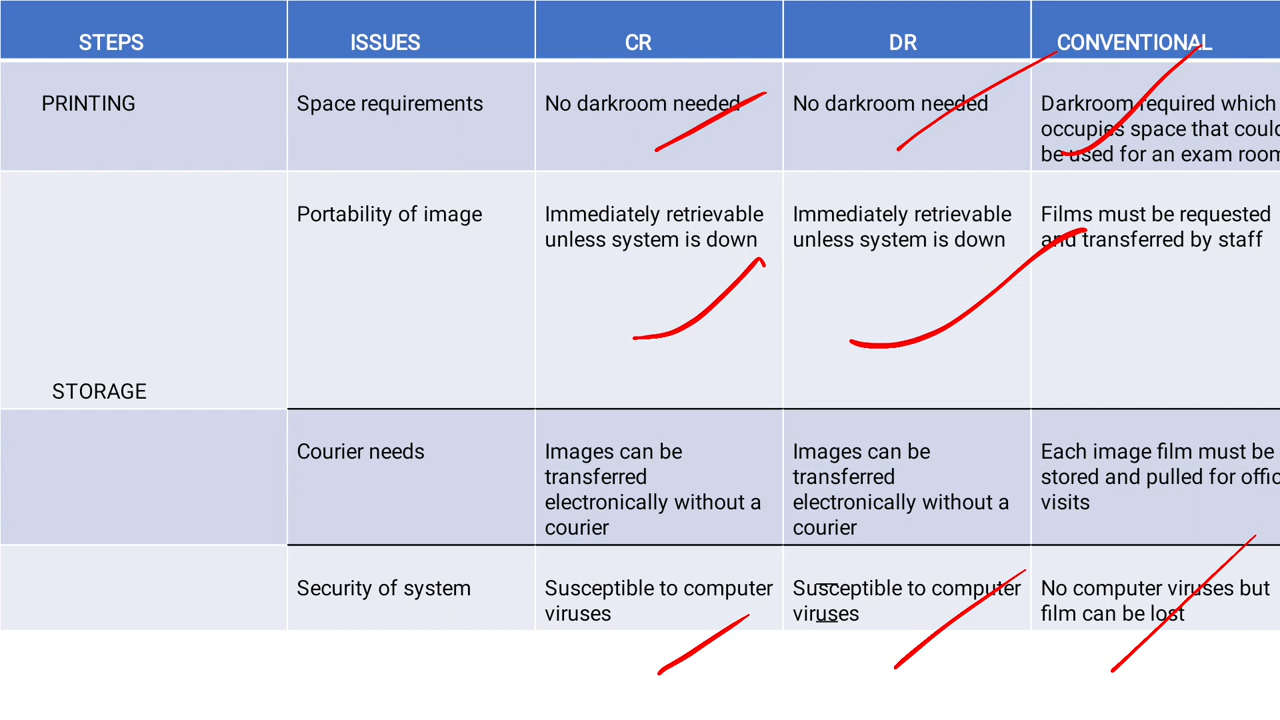 STEPS ISSUES CR DR CONVENTIONAL
PRINTING
Space requirements
No darkroom needed
No darkroom needed
Darkroom required which
occupies space that could
be used for an exam room
Portability of image
Immediately retrievable
unless system is down
Immediately retrievable
unless system is down
Films must be requested
and transferred by staff
STORAGE
Courier needs
Images can be
transferred
electronically without a
courier
Images can be
transferred
electronically without a
courier
Each image film must be
stored and pulled for offic
visits
Security of system
Susceptible to computer
viruses
Susceptible to computer
viruses
No computer viruses but
film can be lost